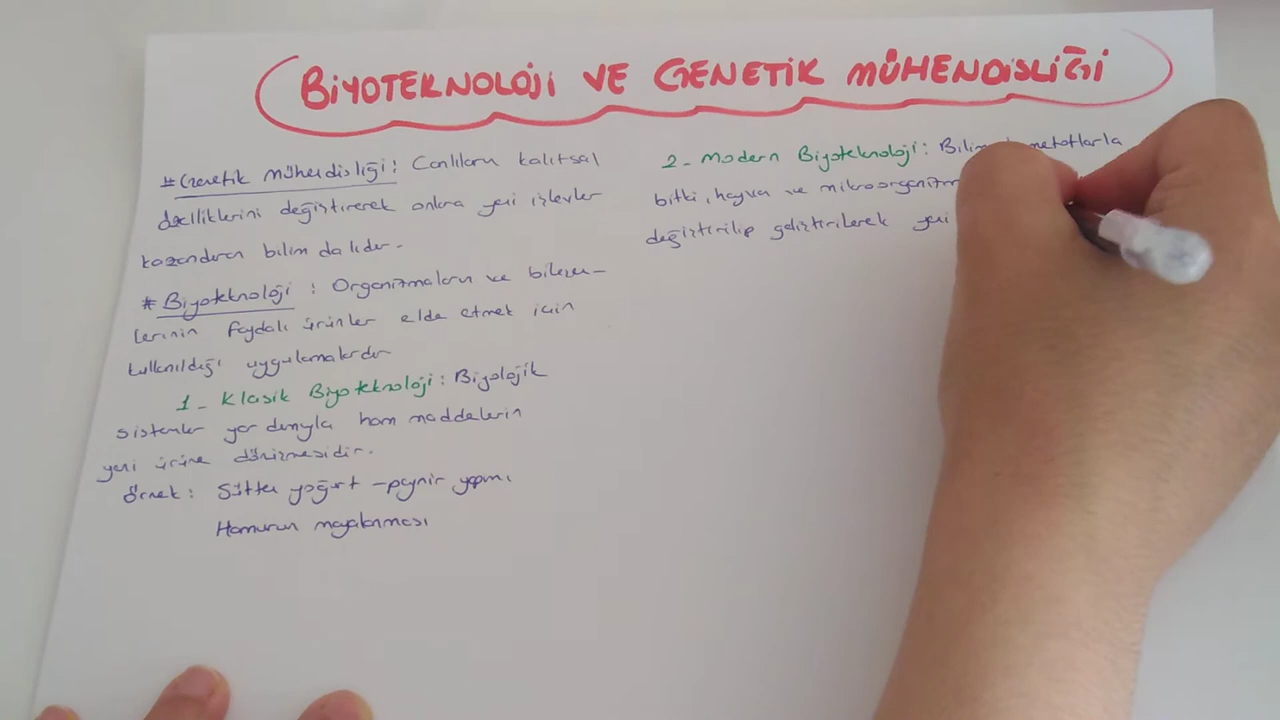 BİYOTEKNOLOJİ VE GENETİK MÜHENDİSLİĞİ
# Genetik Mühendisliği: Canlıların kalıtsal
özelliklerini değiştirerek onlara yeni işlevler
kazandıran bilim dalıdır.
# Biyoteknoloji : Organizmaların ve bileşen-
lerinin faydalı ürünler elde etmek için
kullanıldığı uygulamalardır
1- Klasik Biyoteknoloji: Biyolojik
sistemler yardımıyla ham maddelerin
yeni ürüne dönüşmesidir.
Örnek: Sütten yoğurt - peynir yapımı
Hamurun mayalanması
2- Modern Biyoteknoloji: metotlarla
bitki, hayvan ve
değiştirilip geliştirilerek yeni